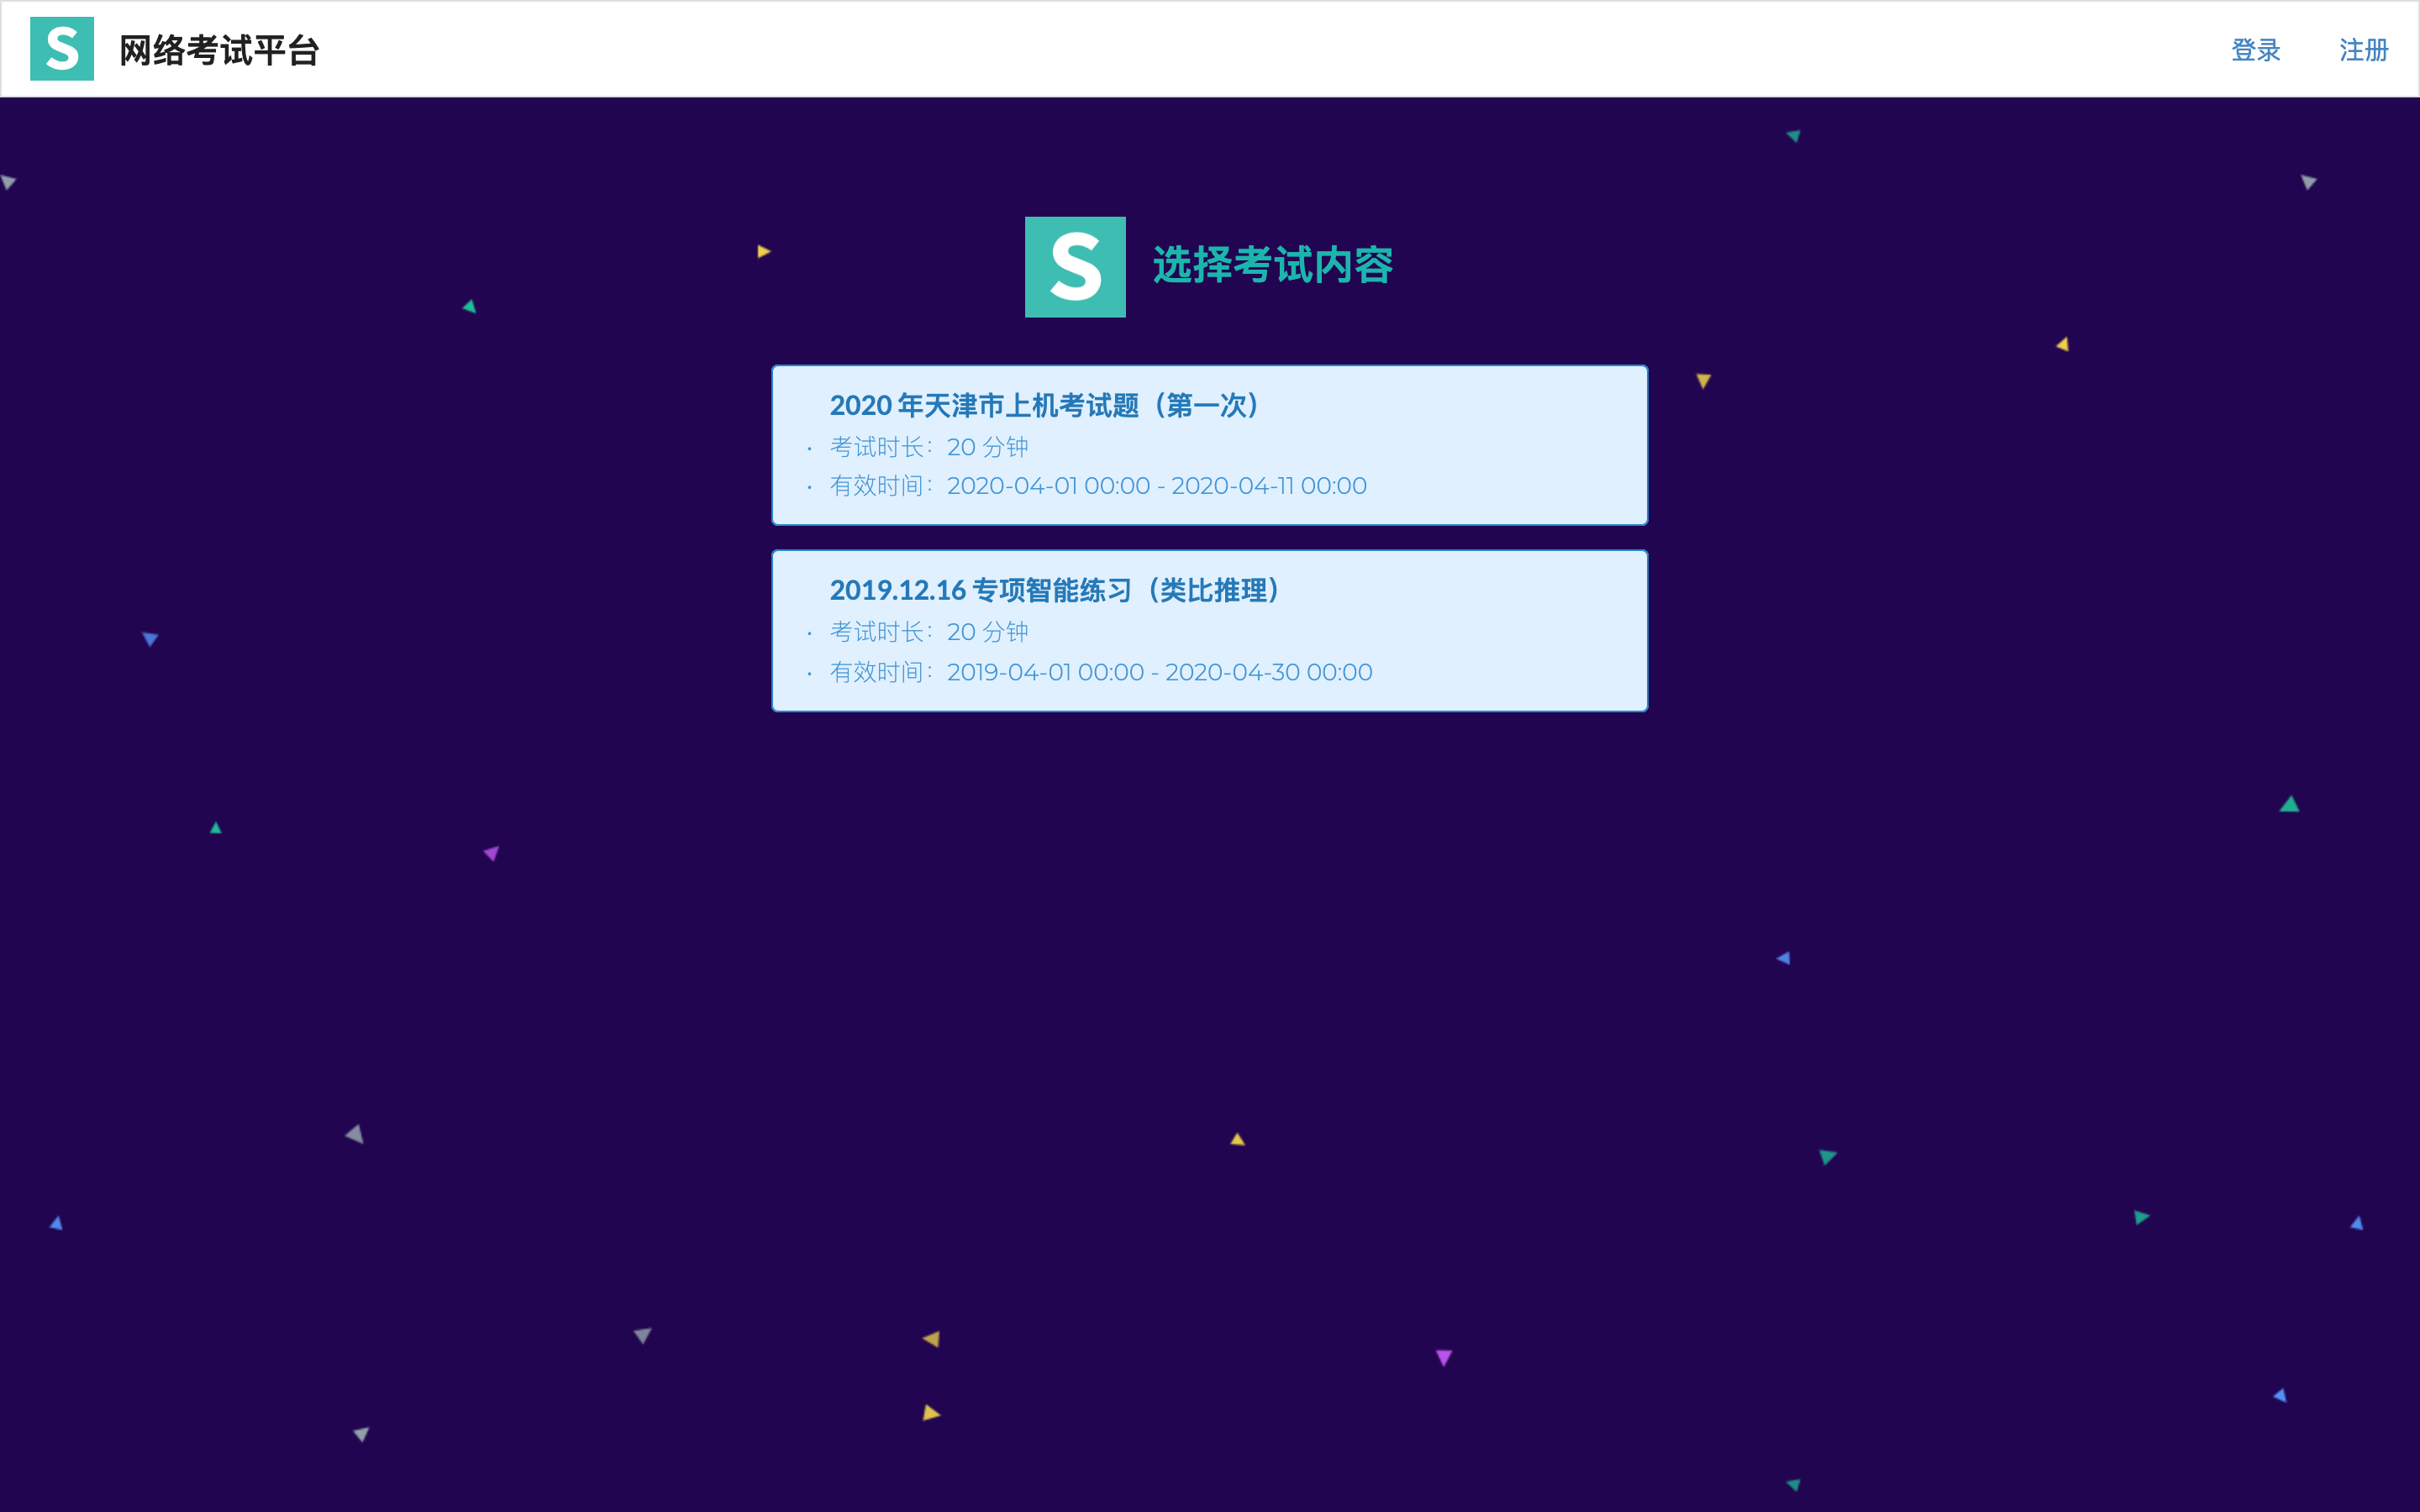 S 网络考试平台
登录 注册
S 选择考试内容
2020 年天津市上机考试题（第一次）
· 考试时长：20 分钟
· 有效时间：2020-04-01 00:00 - 2020-04-11 00:00
2019.12.16 专项智能练习（类比推理）
· 考试时长：20 分钟
· 有效时间：2019-04-01 00:00 - 2020-04-30 00:00